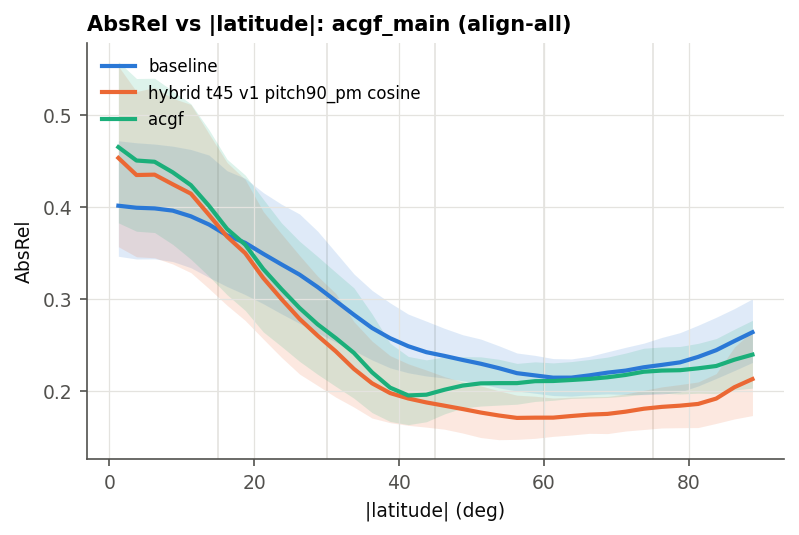 AbsRel vs |latitude|: acgf_main (align-all)
baseline
hybrid t45 v1 pitch90_pm cosine
acgf
AbsRel
0.5
0.4
0.3
0.2
0 20 40 60 80
|latitude| (deg)